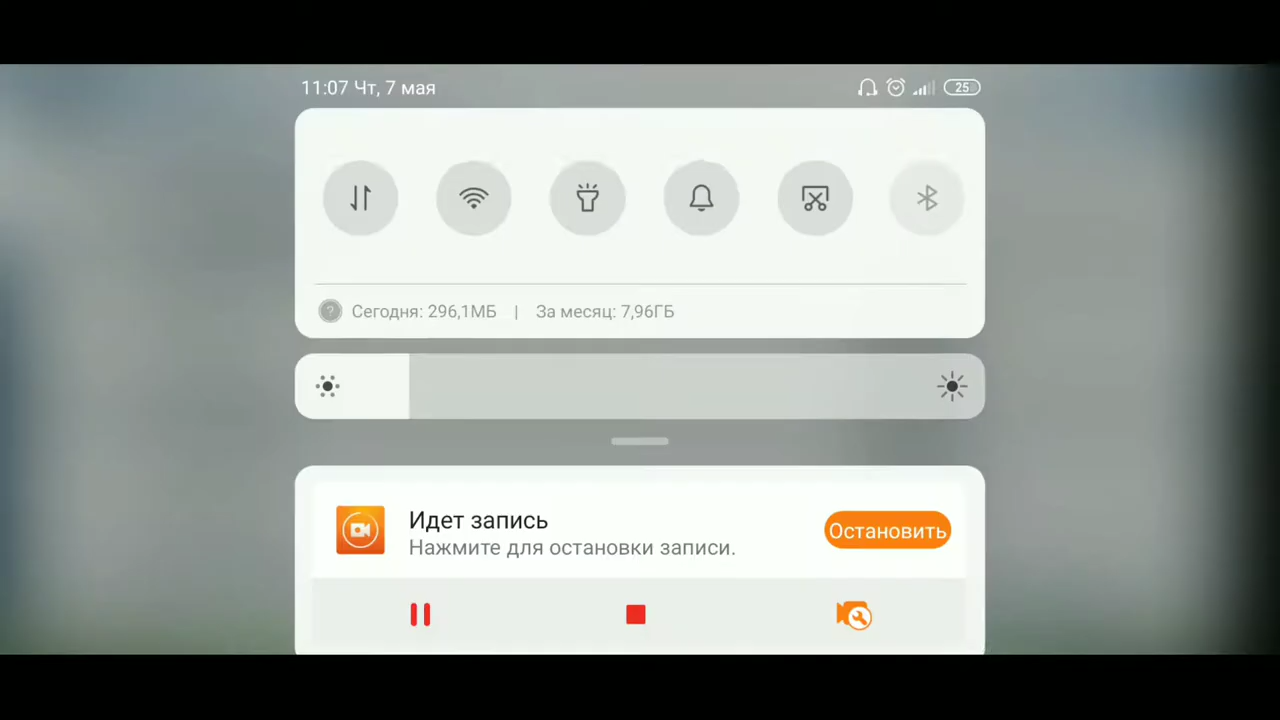 11:07 Чт, 7 мая
25
Сегодня: 296,1МБ | За месяц: 7,96ГБ
Идет запись
Нажмите для остановки записи.
Остановить